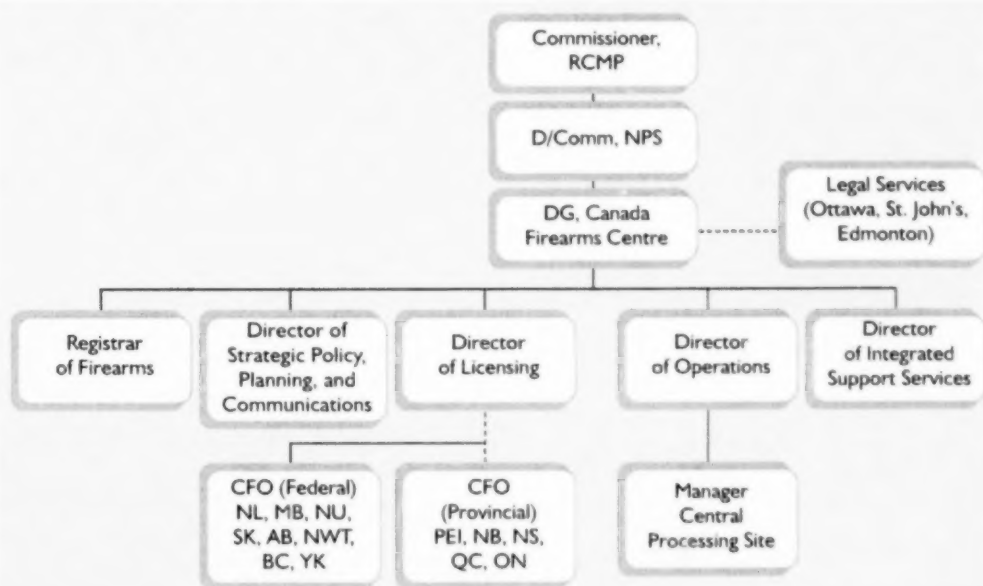 Commissioner,
RCMP
D/Comm, NPS
DG, Canada
Firearms Centre
Legal Services
(Ottawa, St. John's,
Edmonton)
Registrar
of Firearms
Director of
Strategic Policy,
Planning, and
Communications
Director
of Licensing
Director
of Operations
Director
of Integrated
Support Services
CFO (Federal)
NL, MB, NU,
SK, AB, NWT,
BC, YK
CFO
(Provincial)
PEI, NB, NS,
QC, ON
Manager
Central
Processing Site